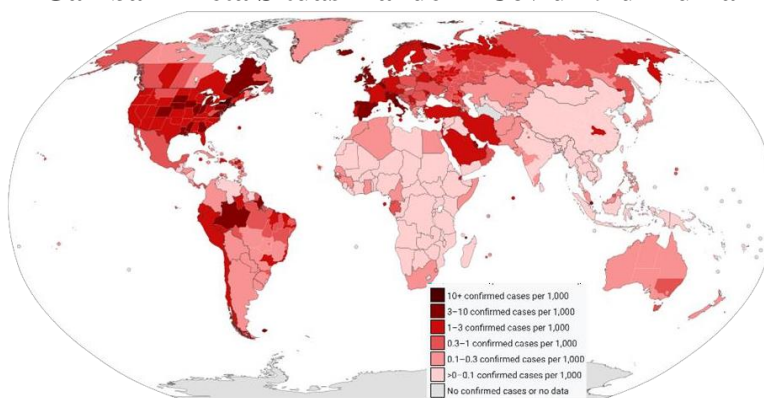 10+ confirmed cases per 1,000
3–10 confirmed cases per 1,000
1–3 confirmed cases per 1,000
0.3–1 confirmed cases per 1,000
0.1–0.3 confirmed cases per 1,000
>0–0.1 confirmed cases per 1,000
No confirmed cases or no data